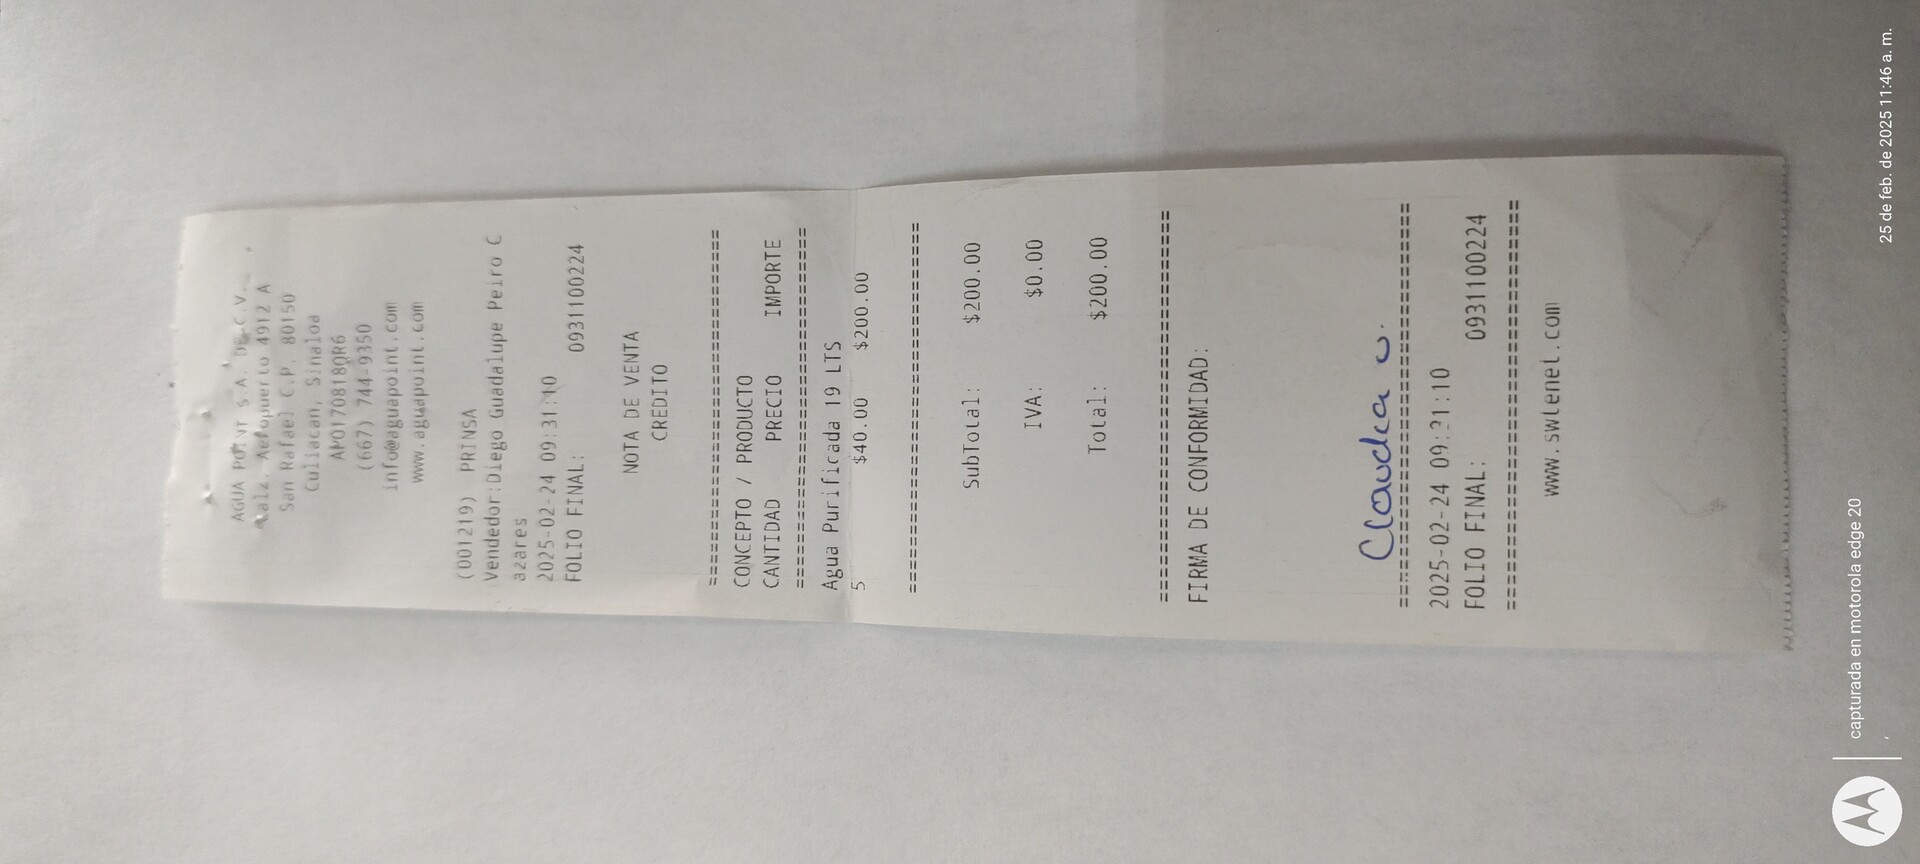 AGUA POINT S.A. DE C.V.
Calz. Aeropuerto 4912 A
San Rafael C.P. 80150
Culiacan, Sinaloa
APO170818QR6
(667) 744-9350
info@aguapoint.com
www.aguapoint.com
(001219) PRINSA
Vendedor:Diego Guadalupe Peiro C
azares
2025-02-24 09:31:10
FOLIO FINAL: 0931100224
NOTA DE VENTA
CREDITO
================================
CONCEPTO / PRODUCTO
CANTIDAD PRECIO IMPORTE
================================
Agua Purificada 19 LTS
5 $40.00 $200.00
================================
SubTotal: $200.00
IVA: $0.00
Total: $200.00
================================
FIRMA DE CONFORMIDAD:
Claudia v.
================================
2025-02-24 09:31:10
FOLIO FINAL: 0931100224
================================
www.swtenel.com
capturada en motorola edge 20
25 de feb. de 2025 11:46 a. m.